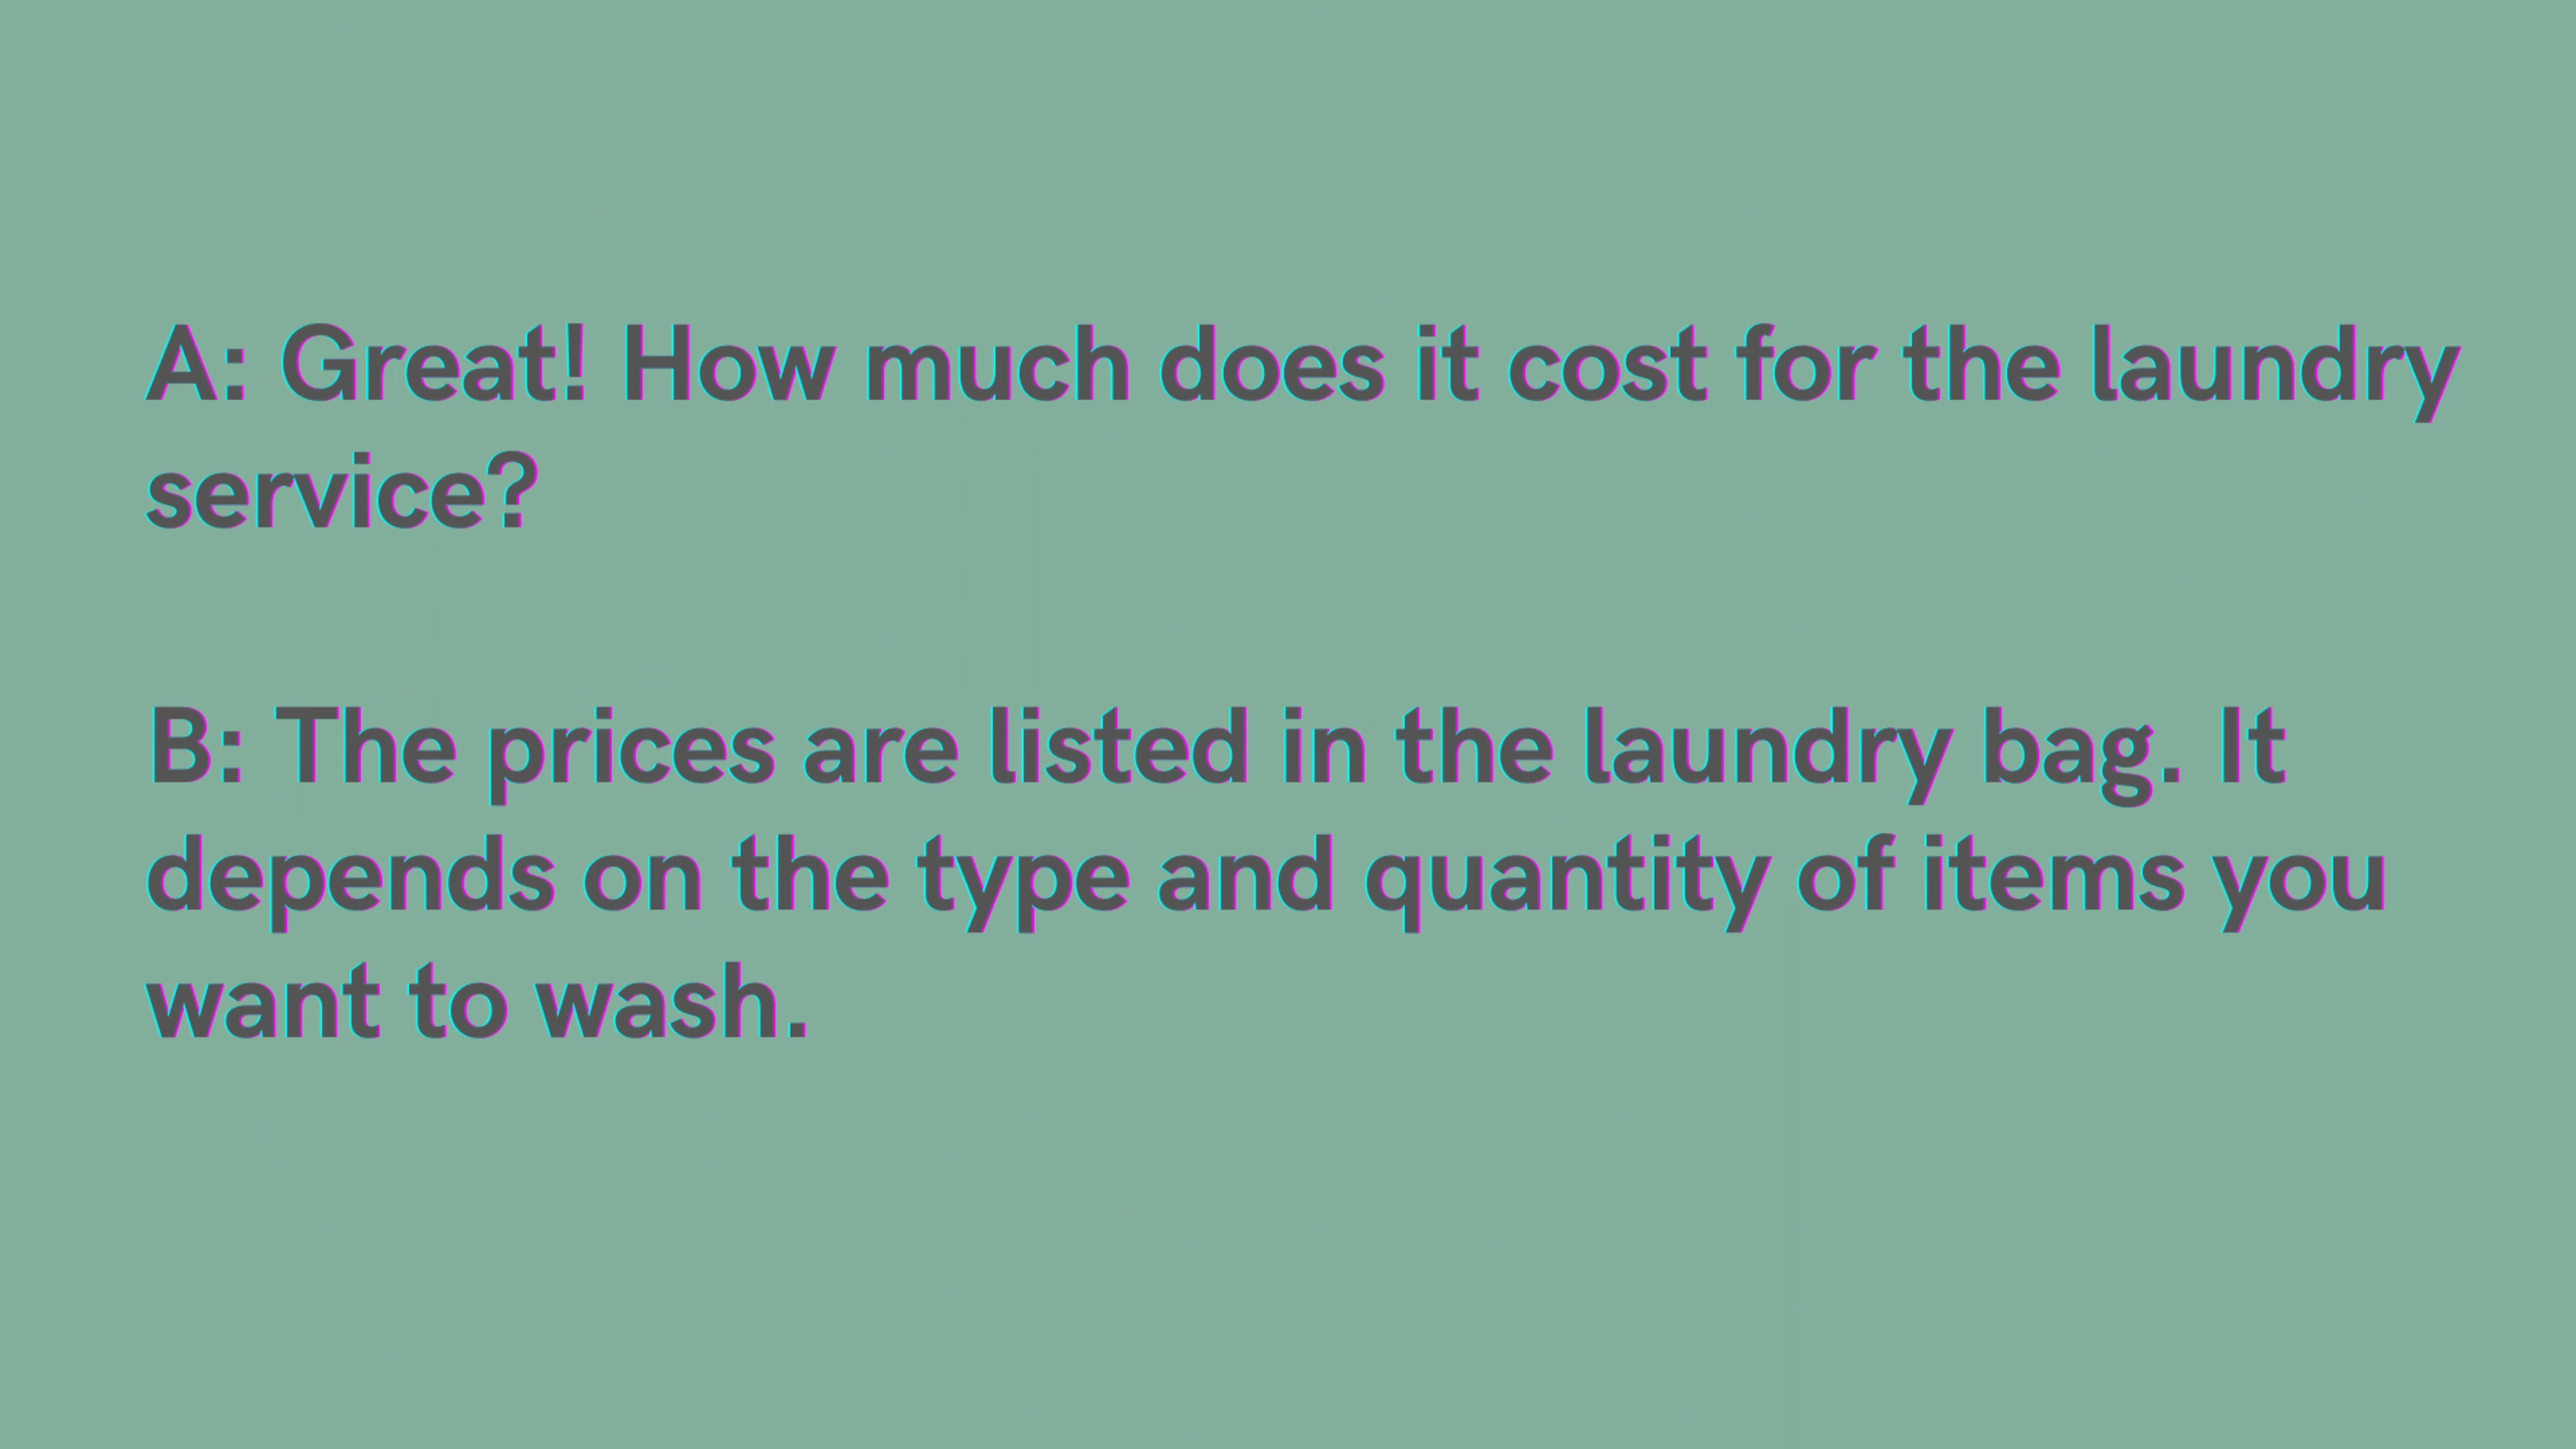 A: Great! How much does it cost for the laundry
service?
B: The prices are listed in the laundry bag. It
depends on the type and quantity of items you
want to wash.